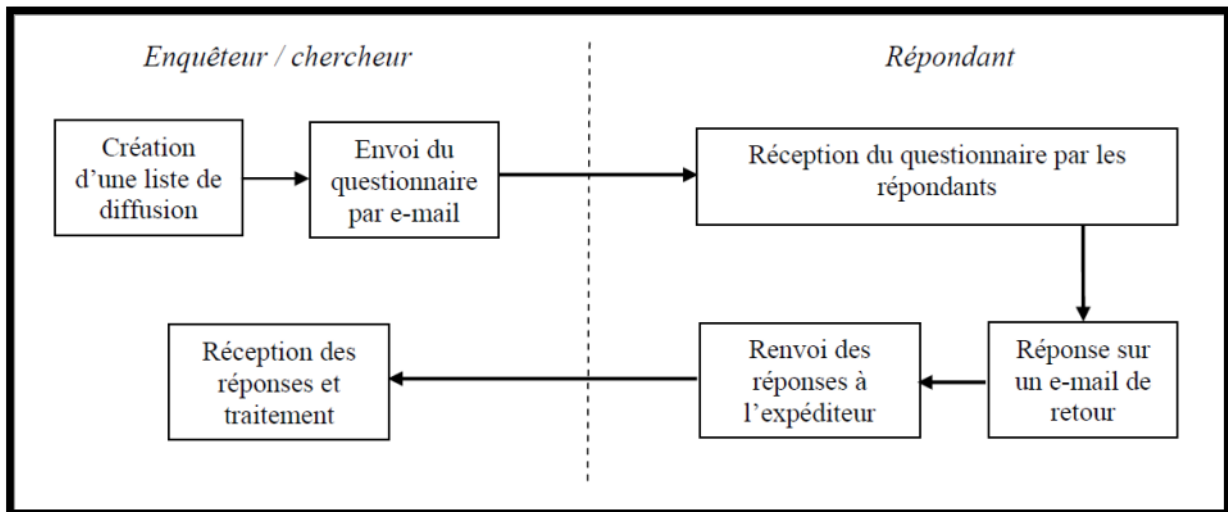 Enquêteur / chercheur
Répondant
Création
d'une liste de
diffusion
Envoi du
questionnaire
par e-mail
Réception du questionnaire par les
répondants
Réception des
réponses et
traitement
Renvoi des
réponses à
l'expéditeur
Réponse sur
un e-mail de
retour